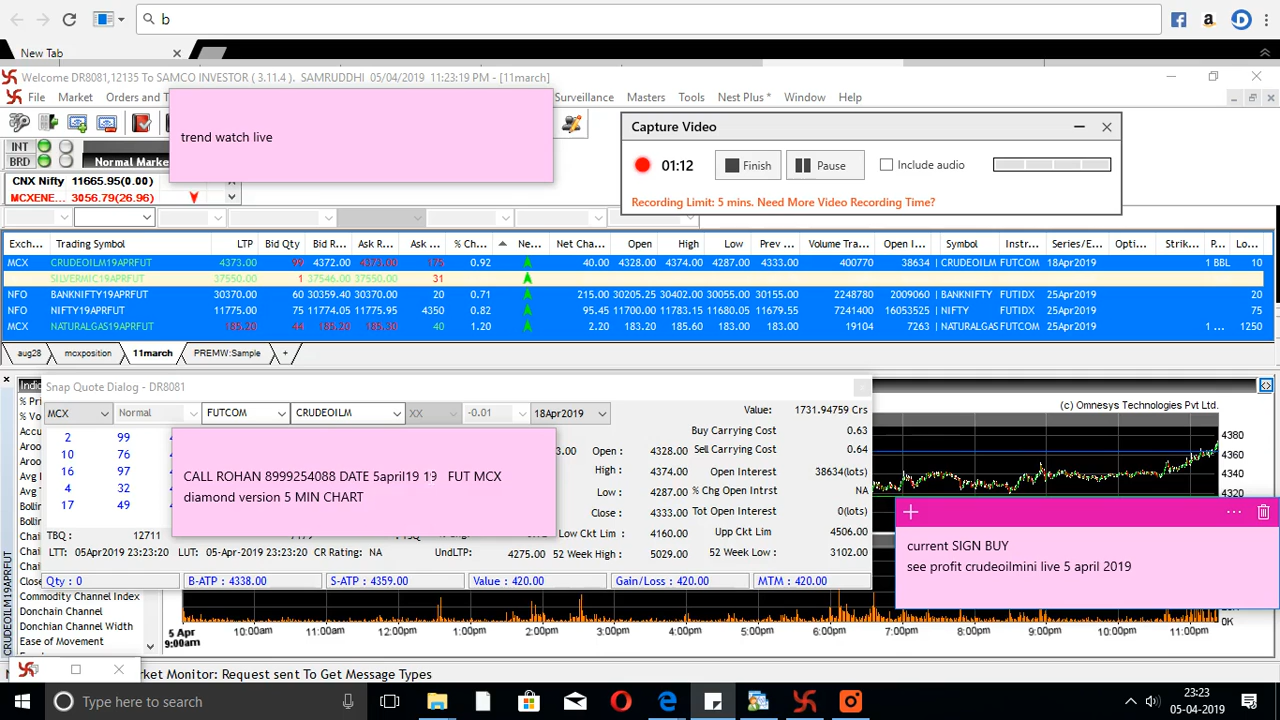 b
New Tab
Welcome DR8081,12135 To SAMCO INVESTOR ( 3.11.4 ). SAMRUDDHI 05/04/2019 11:23:19 PM - [11march]
File Market Orders and T Surveillance Masters Tools Nest Plus * Window Help
trend watch live
Capture Video
01:12 Finish Pause Include audio
Recording Limit: 5 mins. Need More Video Recording Time?
INT
BRD Normal Marke
CNX Nifty 11665.95(0.00)
MCXENE... 3056.79(26.96)
Exch... Trading Symbol LTP Bid Qty Bid R... Ask R... Ask ... % Ch... Ne... Net Cha... Open High Low Prev ... Volume Tra... Open I... Symbol Instr... Series/E... Opti... Strik... P... Lo...
MCX CRUDEOILM19APRFUT 4373.00 99 4372.00 4373.00 175 0.92 40.00 4328.00 4374.00 4287.00 4333.00 400770 38634 CRUDEOILM FUTCOM 18Apr2019 1 BBL 10
SILVERMIC19APRFUT 37550.00 1 37546.00 37550.00 31
NFO BANKNIFTY19APRFUT 30370.00 60 30359.40 30370.00 20 0.71 215.00 30205.25 30402.00 30055.00 30155.00 2248780 2009060 BANKNIFTY FUTIDX 25Apr2019 20
NFO NIFTY19APRFUT 11775.00 75 11774.05 11775.95 4350 0.82 95.45 11700.00 11783.15 11680.05 11679.55 7241400 16053525 NIFTY FUTIDX 25Apr2019 75
MCX NATURALGAS19APRFUT 185.20 44 185.20 185.30 40 1.20 2.20 183.20 185.60 183.10 183.00 19104 7263 NATURALGAS FUTCOM 25Apr2019 1 ... 1250
aug28 mcxposition 11march PREMW:Sample +
Indic
Snap Quote Dialog - DR8081
MCX Normal FUTCOM CRUDEOILM XX -0.01 18Apr2019 Value: 1731.94759 Crs
(c) Omnesys Technologies Pvt Ltd.
2 99
10 76
16 97
4 32
17 49
CALL ROHAN 8999254088 DATE 5april19 19 FUT MCX
diamond version 5 MIN CHART
Buy Carrying Cost 0.63
Open : 4328.00 Sell Carrying Cost 0.64
High : 4374.00 Open Interest 38634(lots)
Low : 4287.00 % Chg Open Intrst NA
Close : 4333.00 Tot Open Interest 0(lots)
TBQ : 12711 Low Ckt Lim : 4160.00 Upp Ckt Lim 4506.00
LTT: 05Apr2019 23:23:20 LUT: 05Apr2019 23:23:20 CR Rating: NA UndLTP: 4275.00 52 Week High : 5029.00 52 Week Low : 3102.00
Qty : 0 B-ATP : 4338.00 S-ATP : 4359.00 Value : 420.00 Gain/Loss : 420.00 MTM : 420.00
4380
4360
4340
4320
current SIGN BUY
see profit crudeoilmini live 5 april 2019
CRUDEOILM19APRFUT
Commodity Channel Index
Donchain Channel
Donchian Channel Width
Ease of Movement
0K
5 Apr
9:00am 10:00am 11:00am 12:00pm 1:00pm 2:00pm 3:00pm 4:00pm 5:00pm 6:00pm 7:00pm 8:00pm 9:00pm 10:00pm 11:00pm
rket Monitor: Request sent To Get Message Types
Type here to search
23:23
05-04-2019